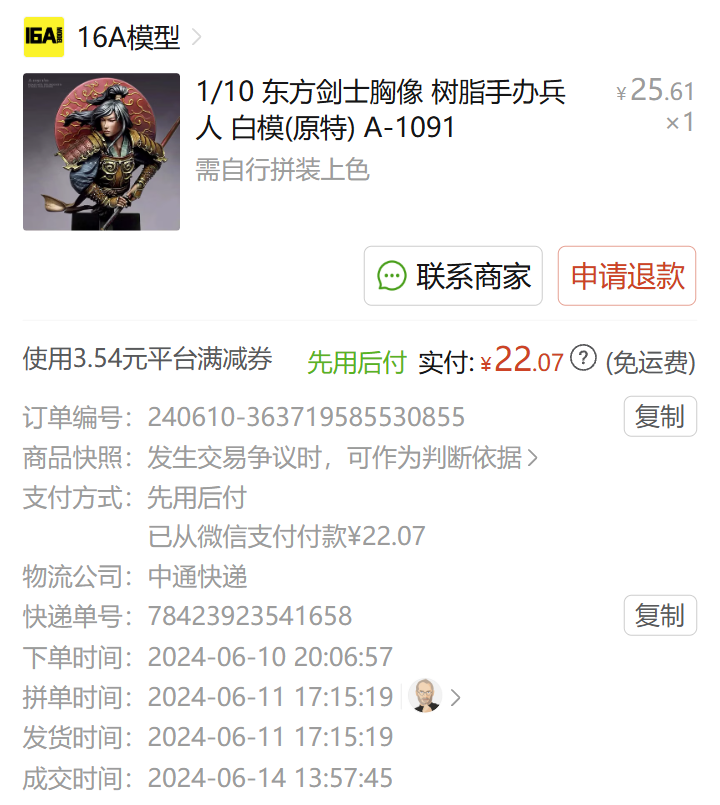 16A模型
1/10 东方剑士胸像 树脂手办兵
人 白模(原特) A-1091
¥25.61
×1
需自行拼装上色
联系商家
申请退款
使用3.54元平台满减券
先用后付 实付: ¥22.07 ? (免运费)
订单编号: 240610-363719585530855
复制
商品快照: 发生交易争议时，可作为判断依据
支付方式: 先用后付
已从微信支付付款¥22.07
物流公司: 中通快递
快递单号: 78423923541658
复制
下单时间: 2024-06-10 20:06:57
拼单时间: 2024-06-11 17:15:19
发货时间: 2024-06-11 17:15:19
成交时间: 2024-06-14 13:57:45